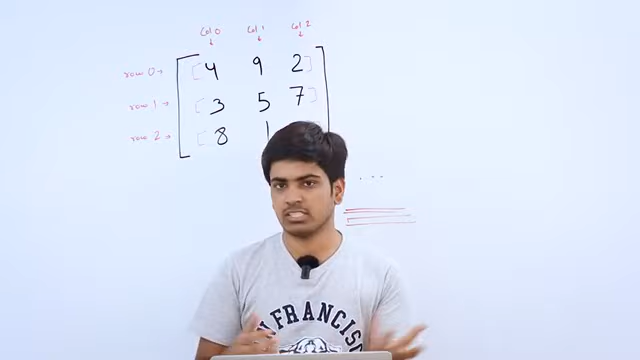 Col 0 Col 1 Col 2
row 0 → [4 9 2]
row 1 → [3 5 7]
row 2 → [8 1
...
N FRANCISC